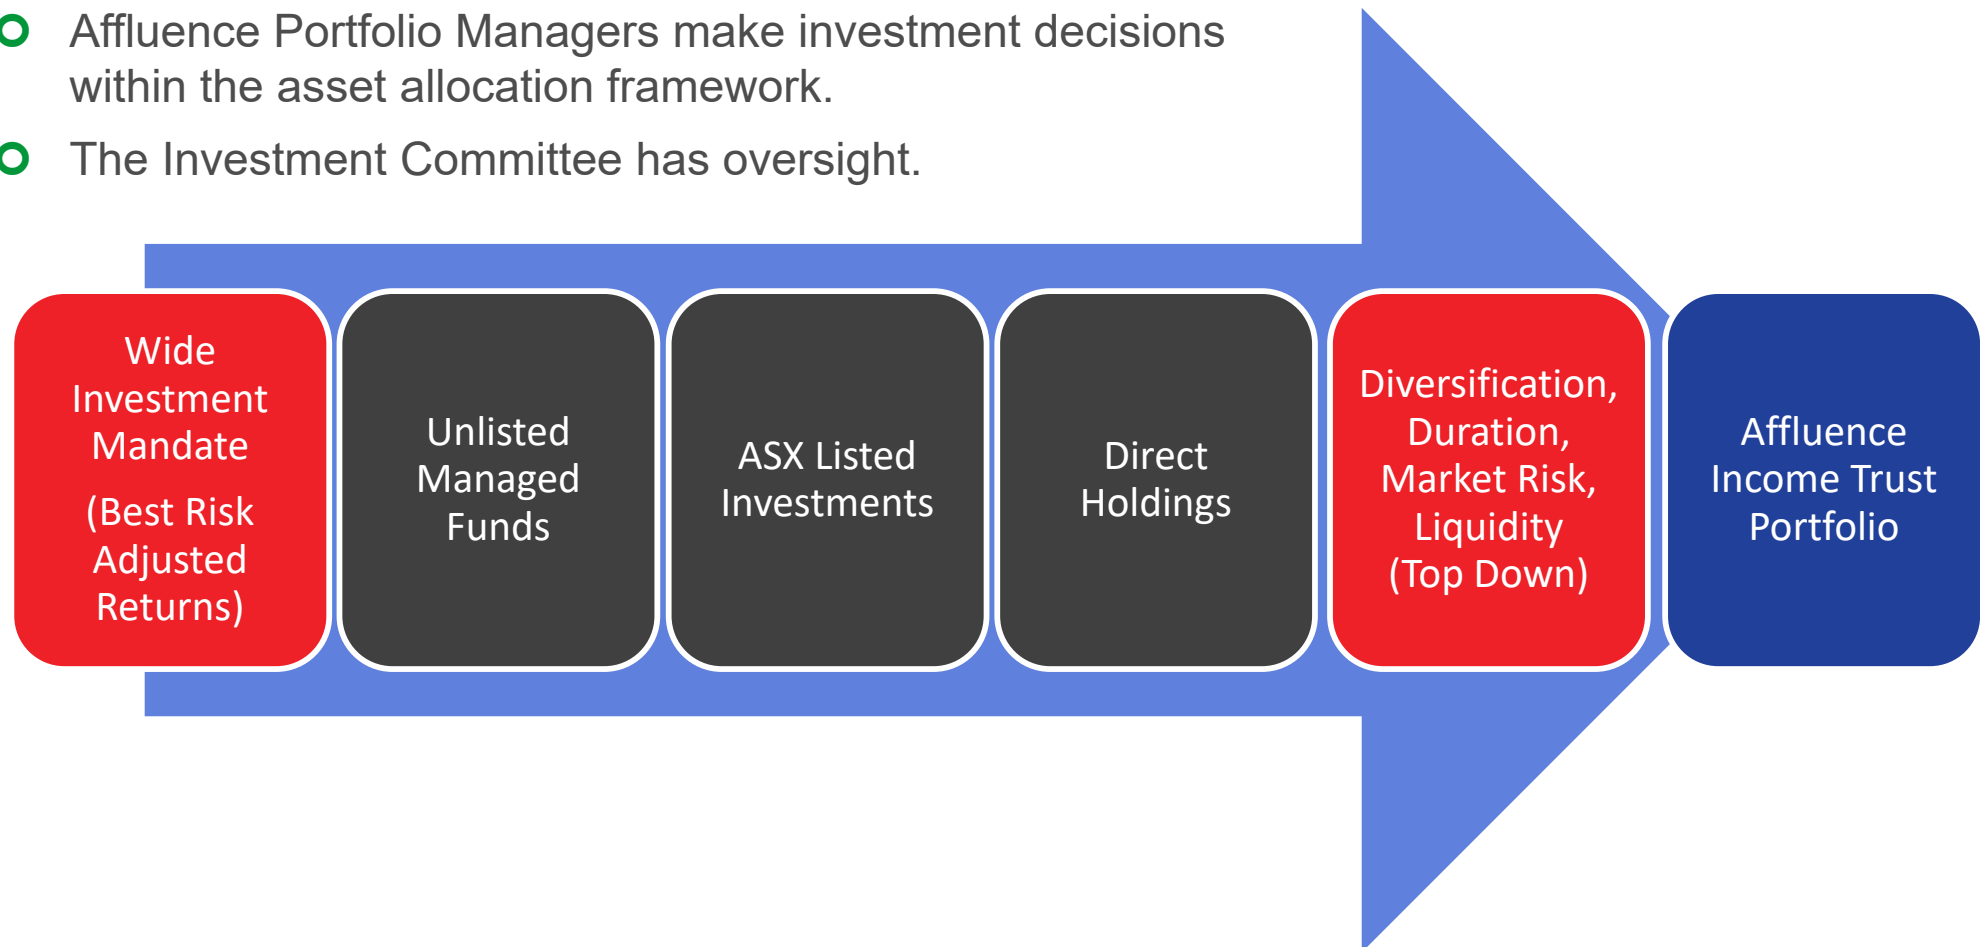 Affluence Portfolio Managers make investment decisions
within the asset allocation framework.
The Investment Committee has oversight.
Wide
Investment
Mandate
(Best Risk
Adjusted
Returns)
Unlisted
Managed
Funds
ASX Listed
Investments
Direct
Holdings
Diversification,
Duration,
Market Risk,
Liquidity
(Top Down)
Affluence
Income Trust
Portfolio